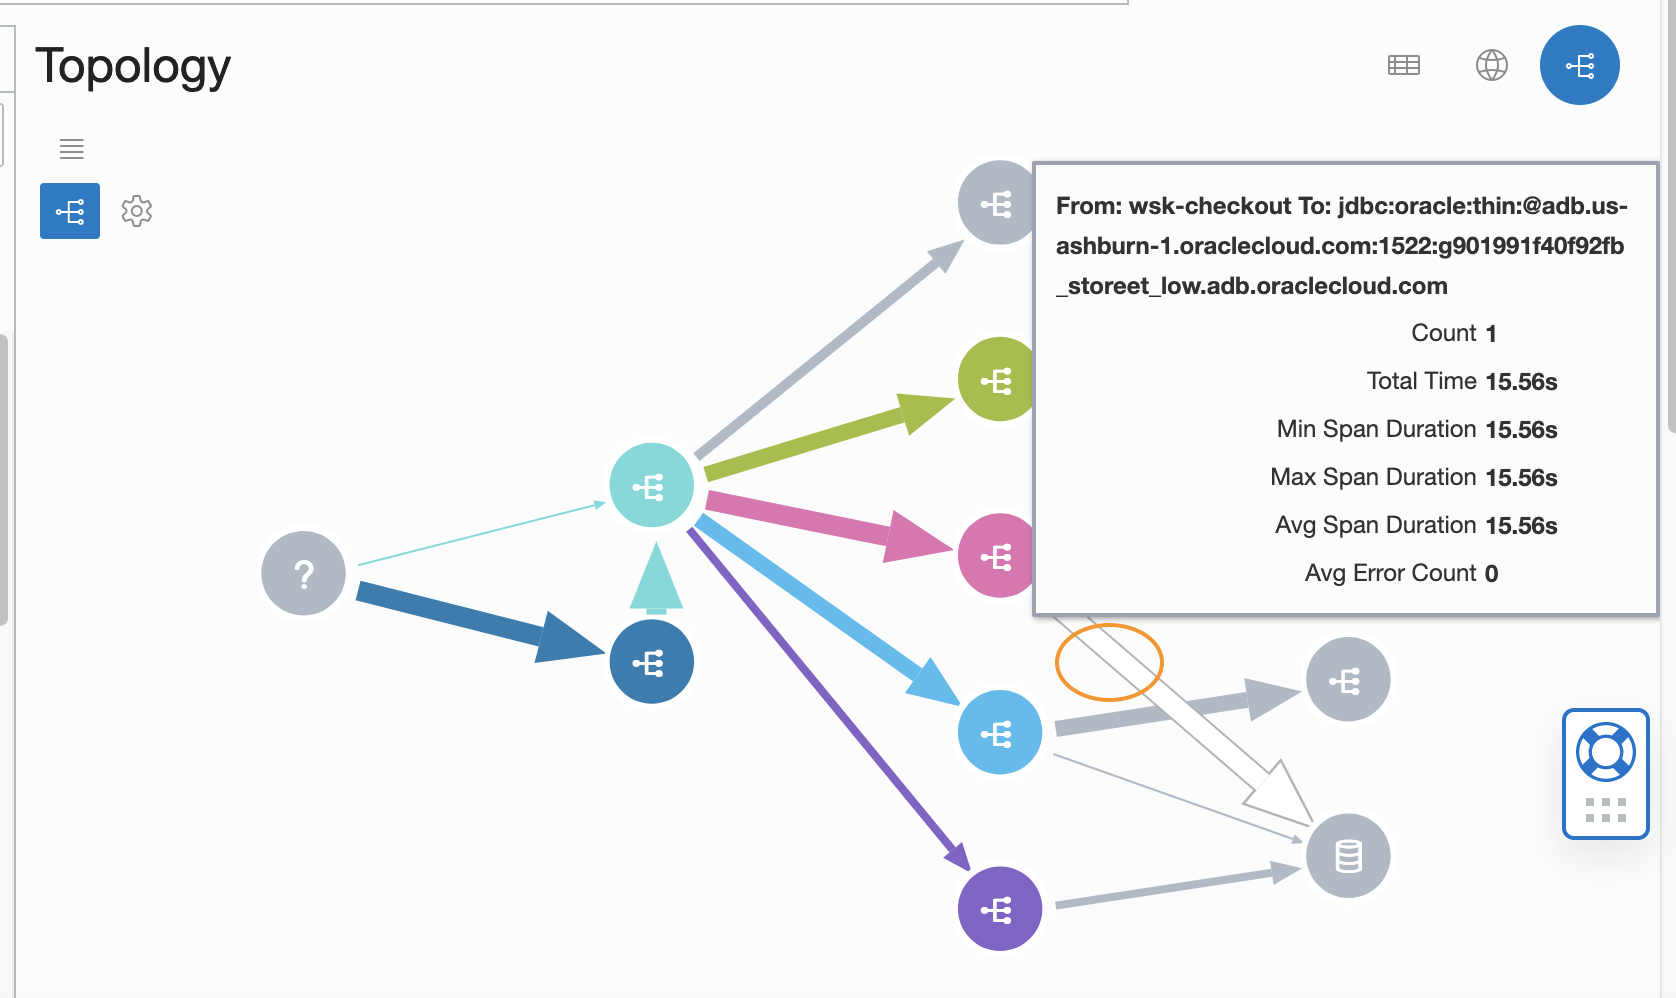 Topology
From: wsk-checkout To: jdbc:oracle:thin:@adb.us-
ashburn-1.oraclecloud.com:1522:g901991f40f92fb
_storeet_low.adb.oraclecloud.com
Count 1
Total Time 15.56s
Min Span Duration 15.56s
Max Span Duration 15.56s
Avg Span Duration 15.56s
Avg Error Count 0
?